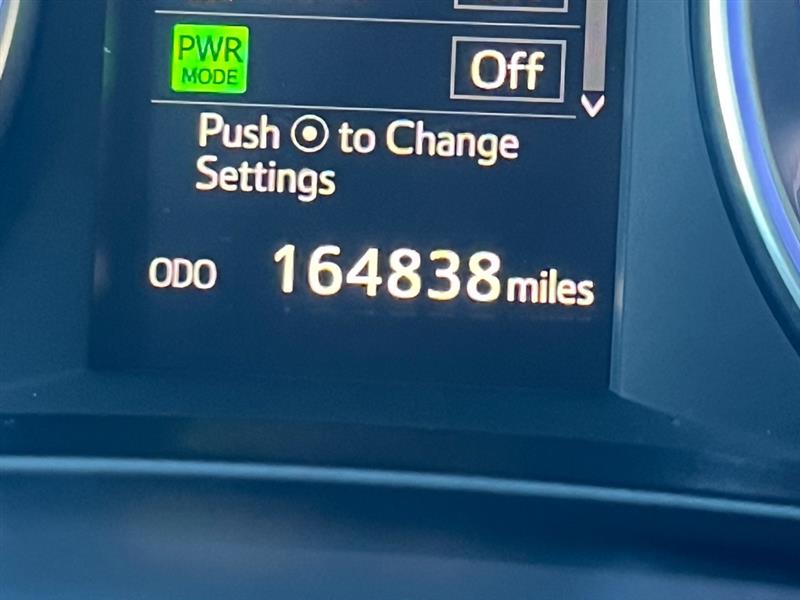 PWR
MODE
Off
Push to Change
Settings
ODO 164838 miles